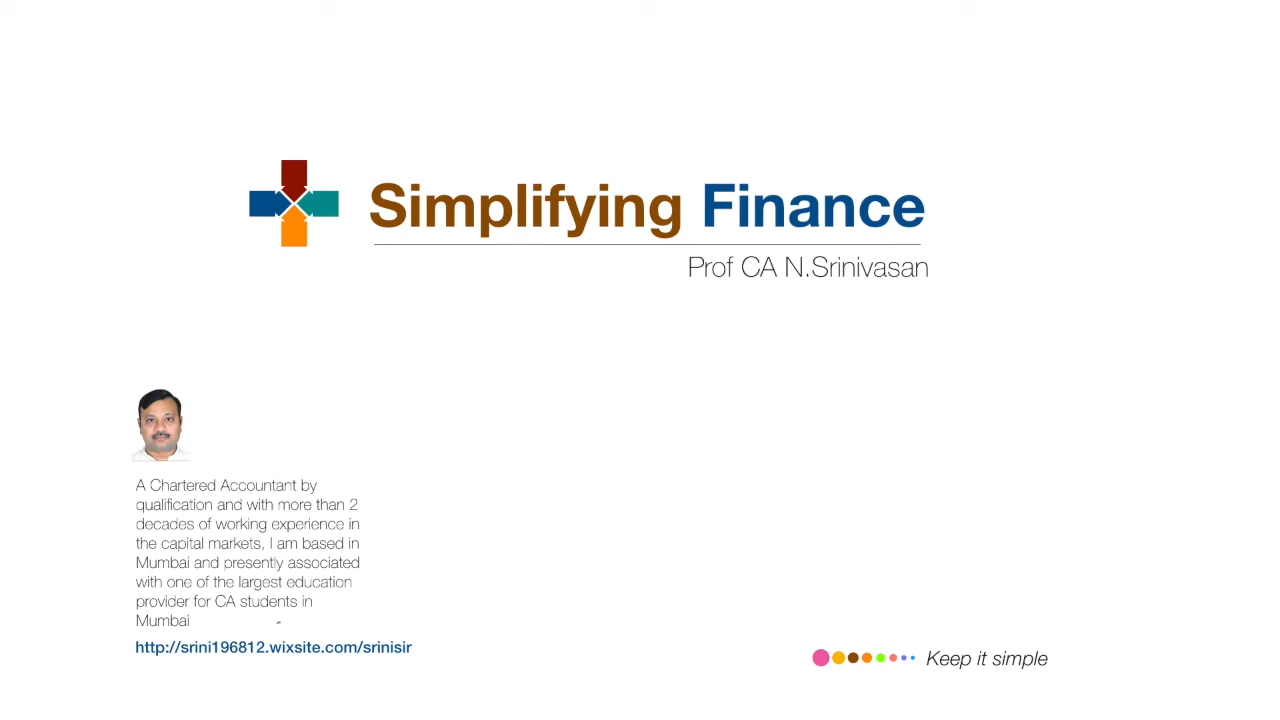 Simplifying Finance
Prof CA N.Srinivasan
A Chartered Accountant by
qualification and with more than 2
decades of working experience in
the capital markets, I am based in
Mumbai and presently associated
with one of the largest education
provider for CA students in
Mumbai -
http://srini196812.wixsite.com/srinisir
Keep it simple